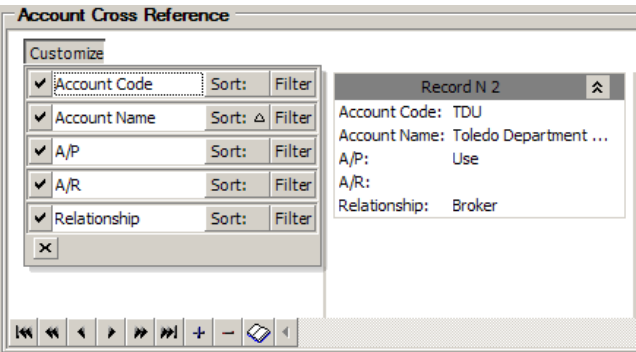 Account Cross Reference
Customize
Account Code Sort: Filter
Account Name Sort: Filter
A/P Sort: Filter
A/R Sort: Filter
Relationship Sort: Filter
Record N 2
Account Code: TDU
Account Name: Toledo Department ...
A/P: Use
A/R:
Relationship: Broker